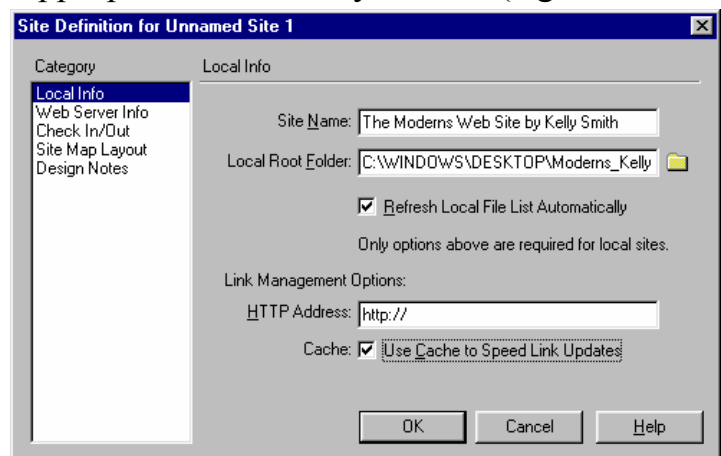 Site Definition for Unnamed Site 1
Category
Local Info
Local Info
Web Server Info
Check In/Out
Site Map Layout
Design Notes
Site Name: The Moderns Web Site by Kelly Smith
Local Root Folder: C:\WINDOWS\DESKTOP\Moderns_Kelly
Refresh Local File List Automatically
Only options above are required for local sites.
Link Management Options:
HTTP Address: http://
Cache: Use Cache to Speed Link Updates
OK Cancel Help